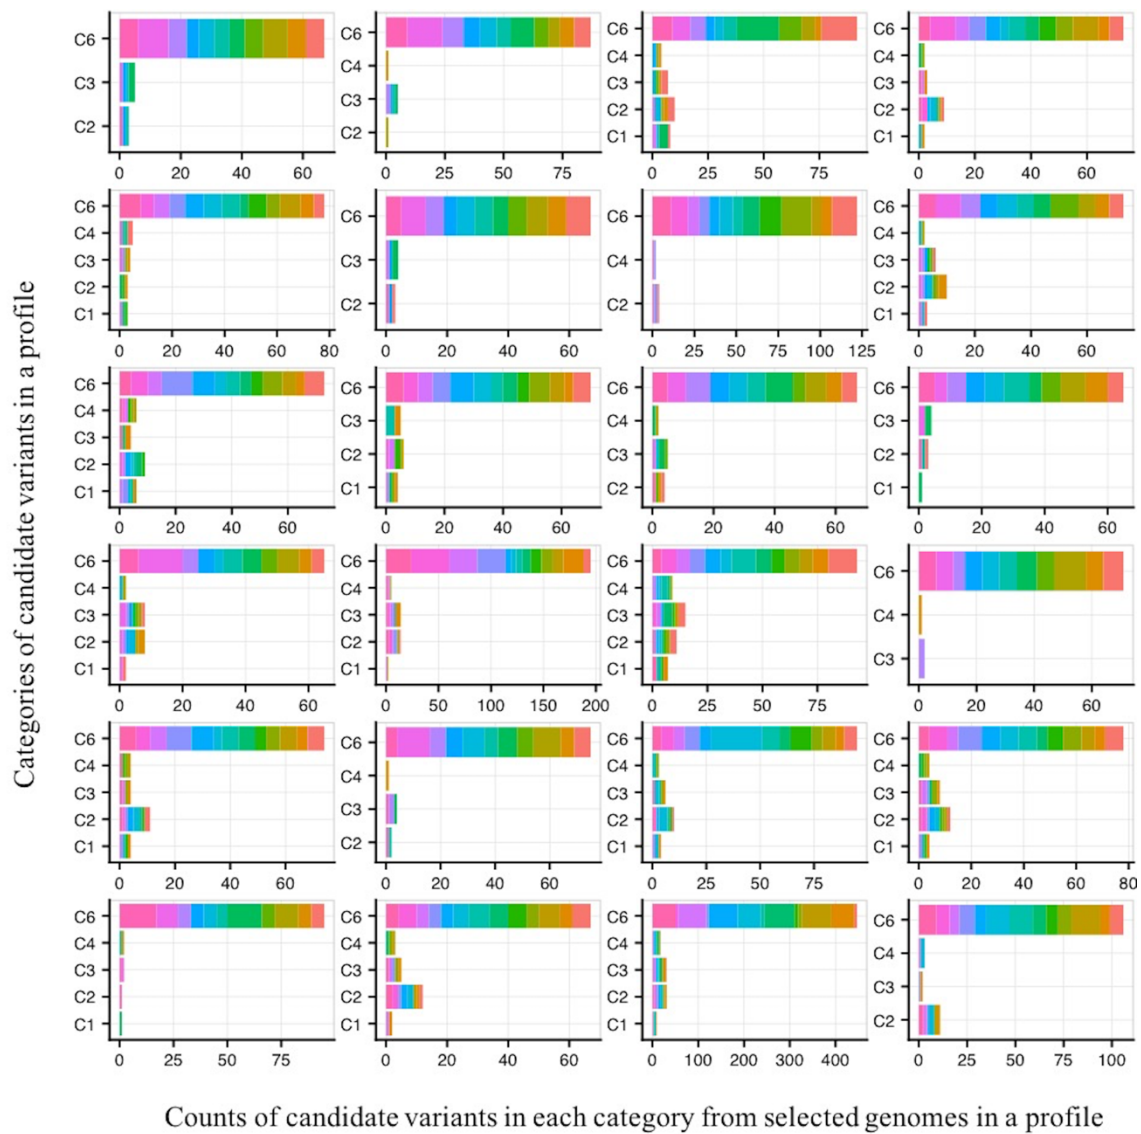 Categories of candidate variants in a profile
C6
C3
C2
0 20 40 60
C6
C4
C3
C2
0 25 50 75
C6
C4
C3
C2
C1
0 25 50 75
C6
C4
C3
C2
C1
0 20 40 60
C6
C4
C3
C2
C1
0 20 40 60 80
C6
C3
C2
0 20 40 60
C6
C4
C2
0 25 50 75 100 125
C6
C4
C3
C2
C1
0 20 40 60
C6
C4
C3
C2
C1
0 20 40 60
C6
C3
C2
C1
0 20 40 60
C6
C4
C3
C2
0 20 40 60
C6
C3
C2
C1
0 20 40 60
C6
C4
C3
C2
C1
0 20 40 60
C6
C4
C3
C2
C1
0 50 100 150 200
C6
C4
C3
C2
C1
0 25 50 75
C6
C4
C3
0 20 40 60
C6
C4
C3
C2
C1
0 20 40 60
C6
C4
C3
C2
0 20 40 60
C6
C4
C3
C2
C1
0 25 50 75
C6
C4
C3
C2
C1
0 20 40 60 80
C6
C4
C3
C2
C1
0 25 50 75
C6
C4
C3
C2
C1
0 20 40 60
C6
C4
C3
C2
C1
0 100 200 300 400
C6
C4
C3
C2
0 25 50 75 100
Counts of candidate variants in each category from selected genomes in a profile